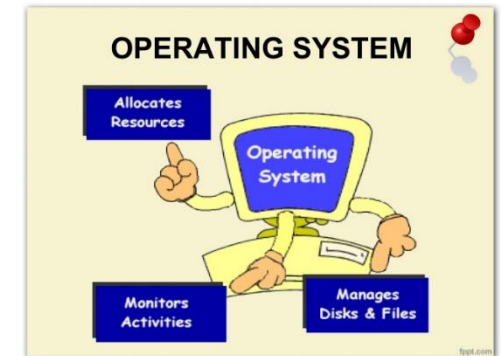 OPERATING SYSTEM
Allocates
Resources
Operating
System
Monitors
Activities
Manages
Disks & Files
fppt.com